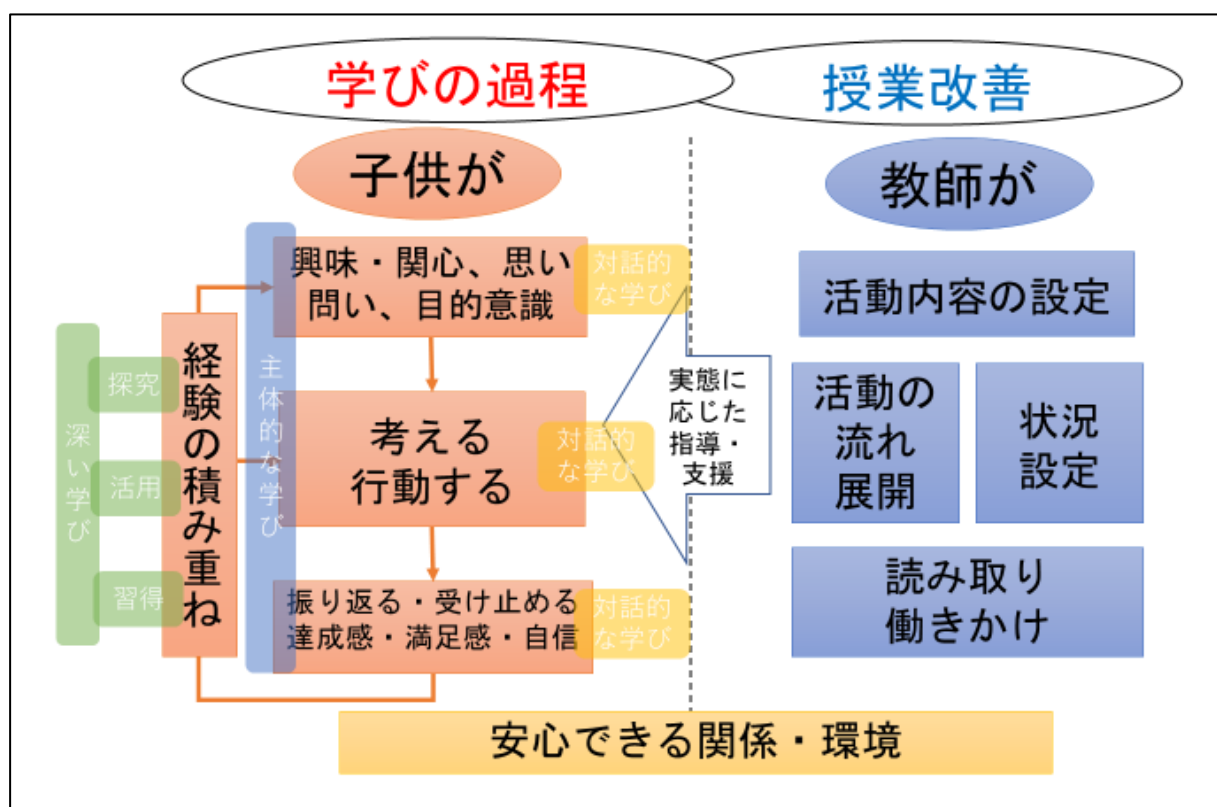 学びの過程
授業改善
子供が
教師が
興味・関心、思い
問い、目的意識
対話的
な学び
考える
行動する
対話的
な学び
振り返る・受け止める
達成感・満足感・自信
対話的
な学び
主体的な学び
経験の積み重ね
深い学び
探究
活用
習得
実態に
応じた
指導・
支援
活動内容の設定
活動の
流れ
展開
状況
設定
読み取り
働きかけ
安心できる関係・環境